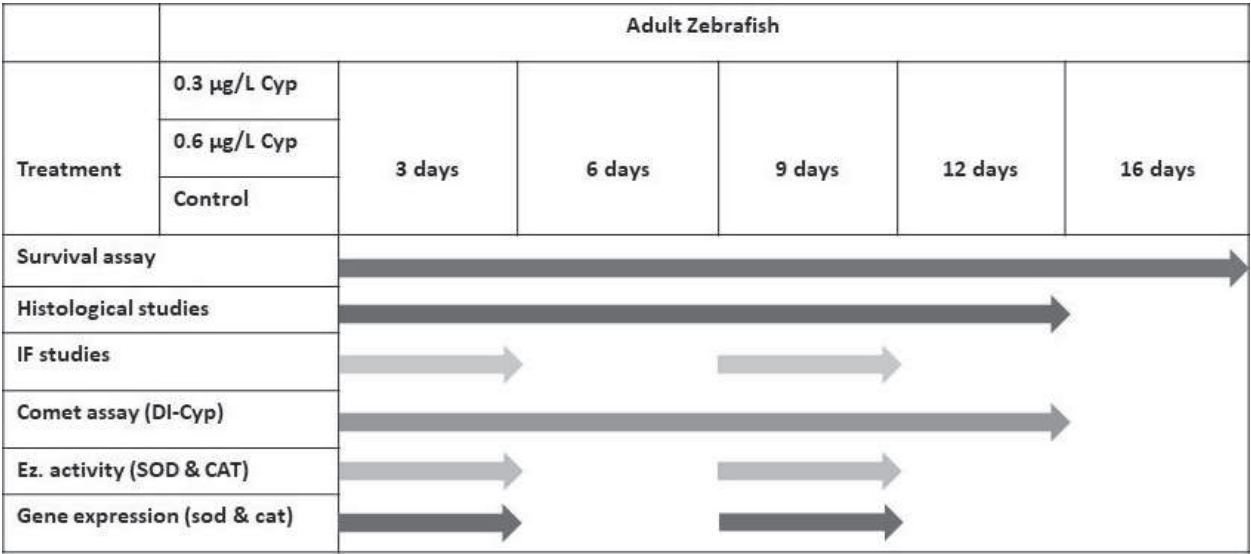 Adult Zebrafish
Treatment
0.3 µg/L Cyp
0.6 µg/L Cyp
Control
3 days
6 days
9 days
12 days
16 days
Survival assay
Histological studies
IF studies
Comet assay (DI-Cyp)
Ez. activity (SOD & CAT)
Gene expression (sod & cat)